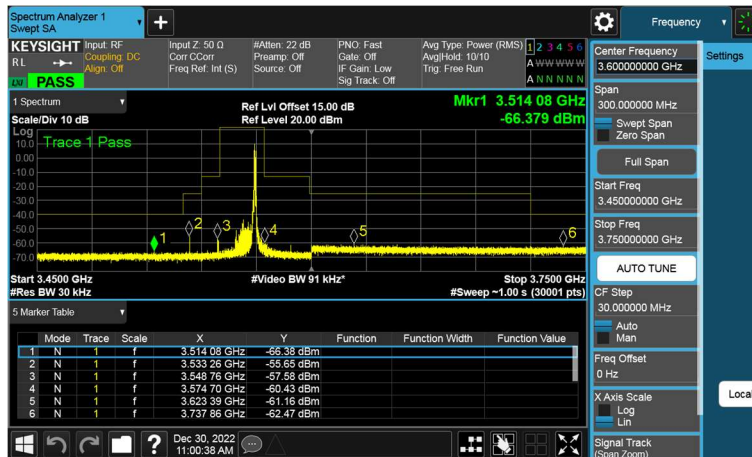 Spectrum Analyzer 1
Swept SA
+
Frequency
KEYSIGHT
RL
LXI PASS
Input: RF
Coupling: DC
Align: Off
Input Z: 50 Ω
Corr CCorr
Freq Ref: Int (S)
#Atten: 22 dB
Preamp: Off
Source: Off
PNO: Fast
Gate: Off
IF Gain: Low
Sig Track: Off
Avg Type: Power (RMS)
Avg|Hold: 10/10
Trig: Free Run
1 2 3 4 5 6
A W W W W W
A N N N N N
1 Spectrum
Scale/Div 10 dB
Ref Lvl Offset 15.00 dB
Ref Level 20.00 dBm
Mkr1 3.514 08 GHz
-66.379 dBm
Log
Trace 1 Pass
10.0
0.00
-10.0
-20.0
-30.0
-40.0
-50.0
-60.0
-70.0
1
2
3
4
5
6
Start 3.4500 GHz
#Res BW 30 kHz
#Video BW 91 kHz*
Stop 3.7500 GHz
#Sweep ~1.00 s (30001 pts)
5 Marker Table
Mode Trace Scale X Y Function Function Width Function Value
1 N 1 f 3.514 08 GHz -66.38 dBm
2 N 1 f 3.533 26 GHz -55.65 dBm
3 N 1 f 3.548 76 GHz -57.58 dBm
4 N 1 f 3.574 70 GHz -60.43 dBm
5 N 1 f 3.623 39 GHz -61.16 dBm
6 N 1 f 3.737 86 GHz -62.47 dBm
?
Dec 30, 2022
11:00:38 AM
Center Frequency
3.600000000 GHz
Settings
Span
300.000000 MHz
Swept Span
Zero Span
Full Span
Start Freq
3.450000000 GHz
Stop Freq
3.750000000 GHz
AUTO TUNE
CF Step
30.000000 MHz
Auto
Man
Freq Offset
0 Hz
X Axis Scale
Log
Lin
Local
Signal Track
(Span Zoom)